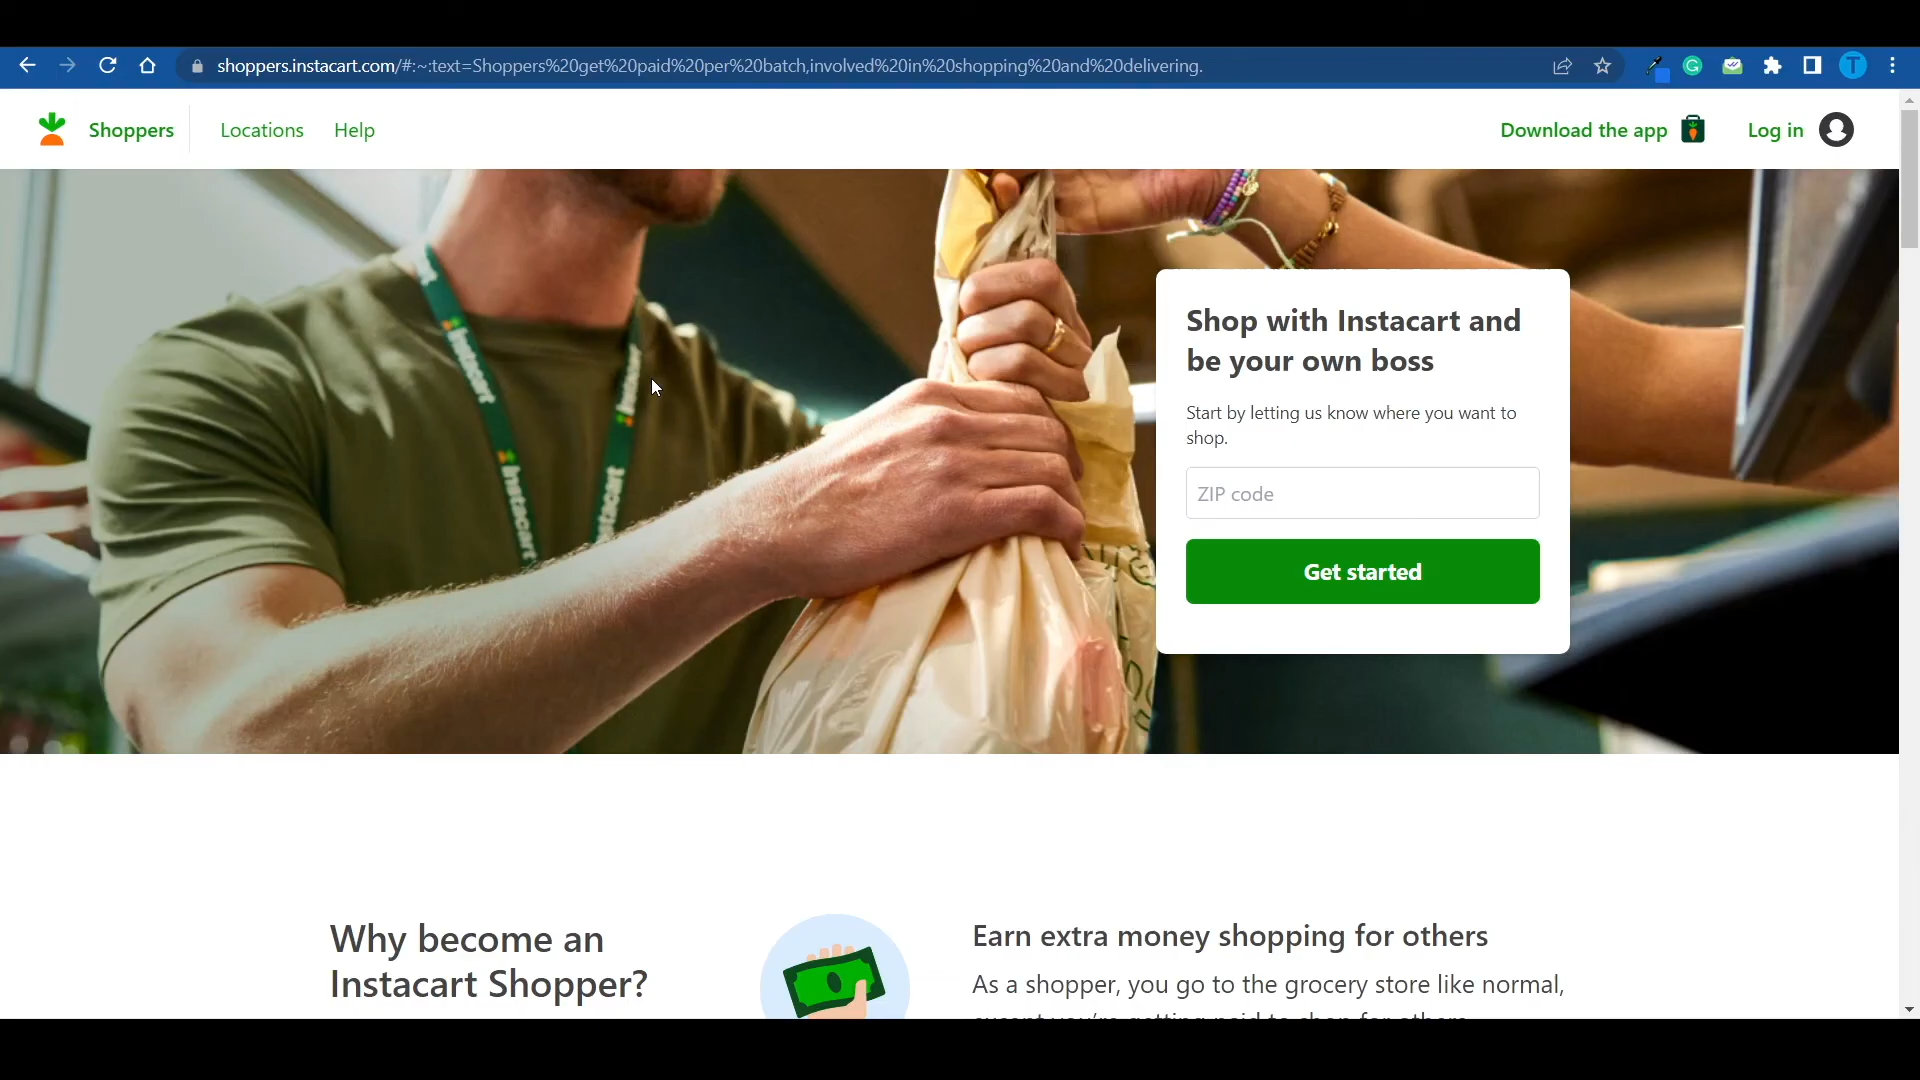 shoppers.instacart.com/#:~:text=Shoppers%20get%20paid%20per%20batch,involved%20in%20shopping%20and%20delivering.
T
Shoppers Locations Help Download the app Log in
instacart
instacart
instacart
Shop with Instacart and
be your own boss
Start by letting us know where you want to
shop.
ZIP code
Get started
Why become an
Instacart Shopper?
Earn extra money shopping for others
As a shopper, you go to the grocery store like normal,